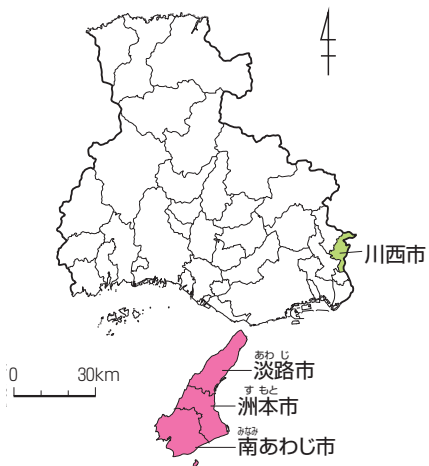 川西市
0 30km
あわじ
淡路市
すもと
洲本市
みなみ
南あわじ市